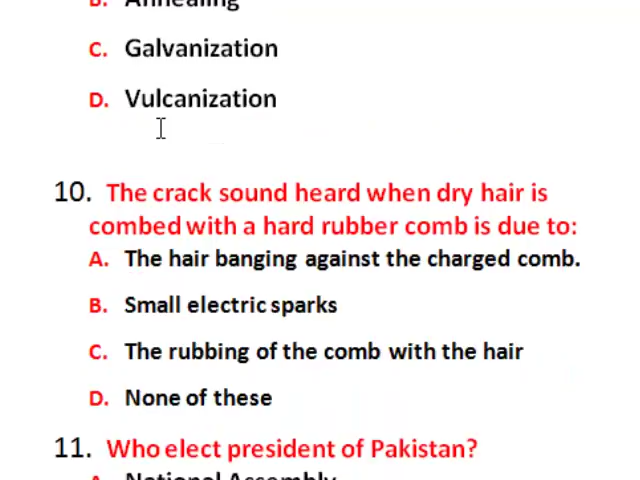 B. Annealing
C. Galvanization
D. Vulcanization
10. The crack sound heard when dry hair is
combed with a hard rubber comb is due to:
A. The hair banging against the charged comb.
B. Small electric sparks
C. The rubbing of the comb with the hair
D. None of these
11. Who elect president of Pakistan?
A. National Assembly